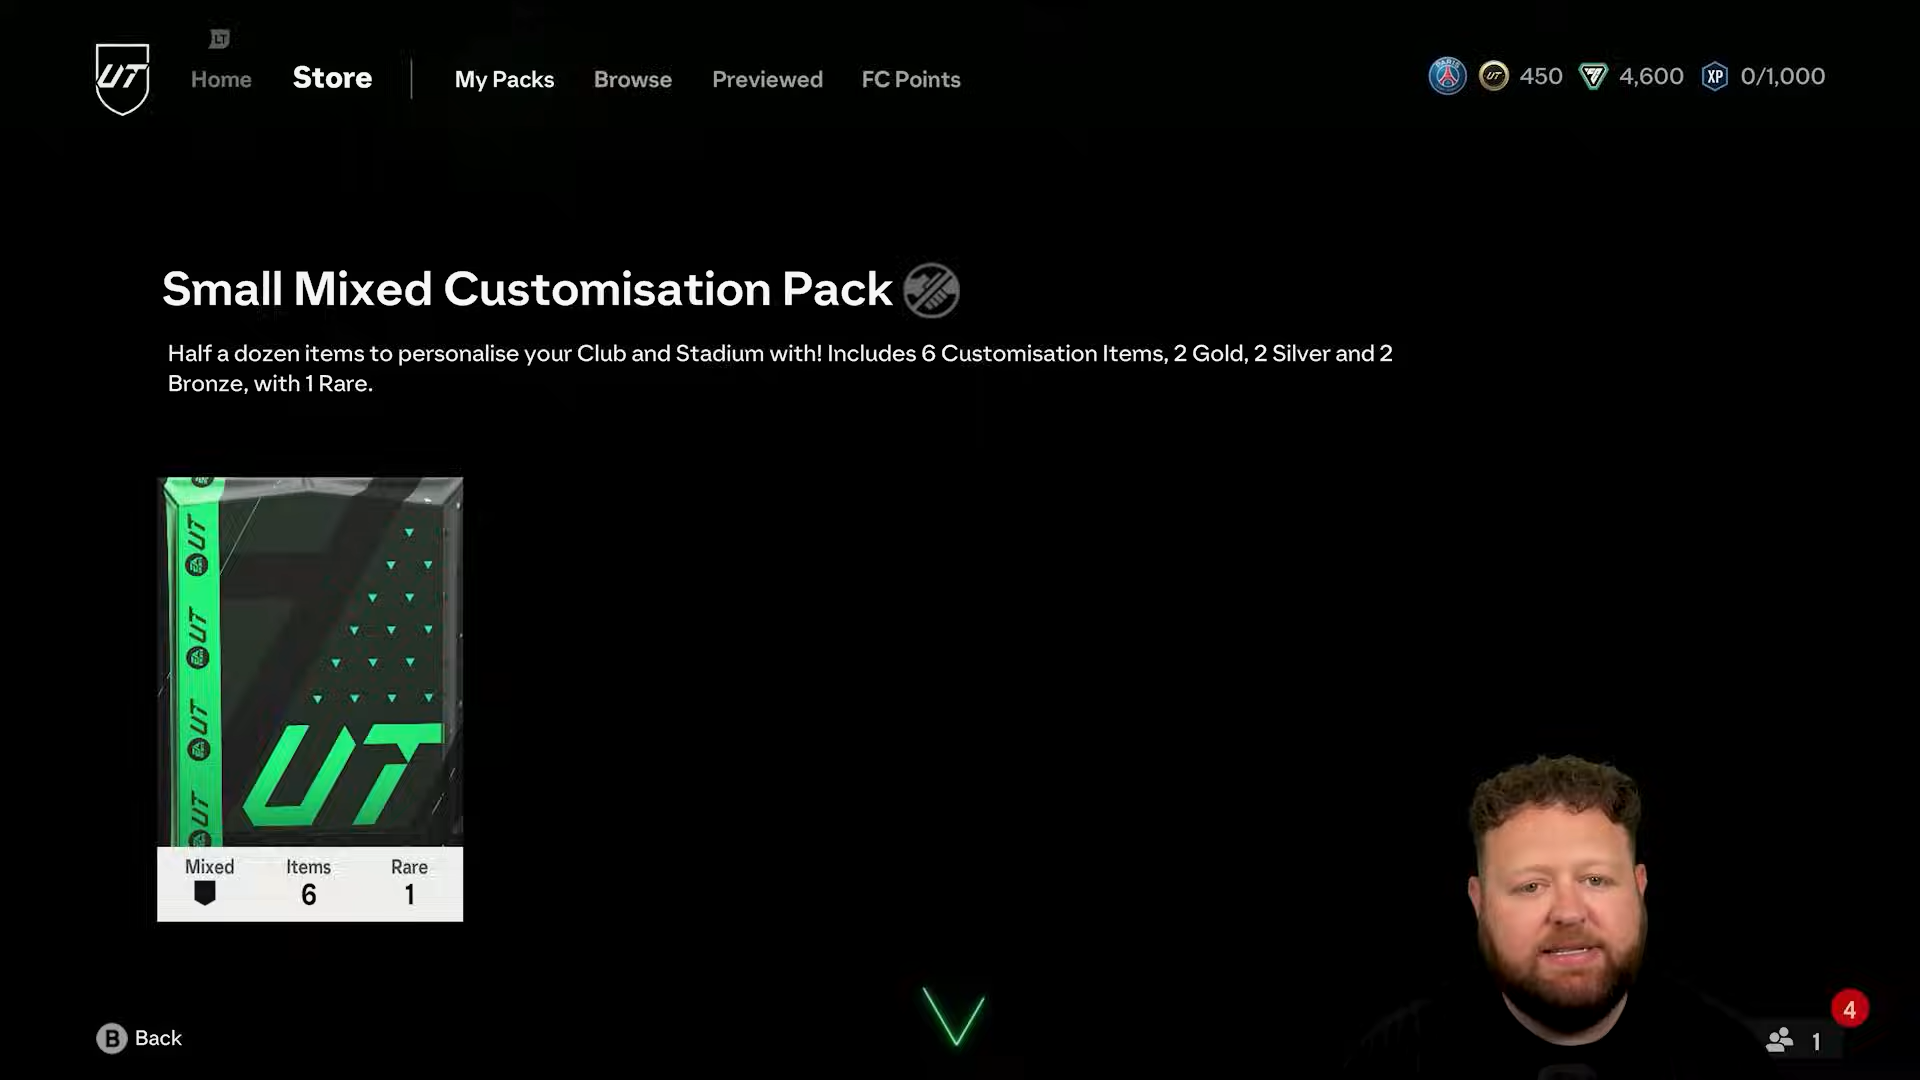 LT
UT
Home
Store
My Packs
Browse
Previewed
FC Points
PARIS
UT
450
4,600
XP
0/1,000
Small Mixed Customisation Pack
Half a dozen items to personalise your Club and Stadium with! Includes 6 Customisation Items, 2 Gold, 2 Silver and 2
Bronze, with 1 Rare.
UT
UT
UT
UT
UT
Mixed
Items
Rare
6
1
B Back
4
1